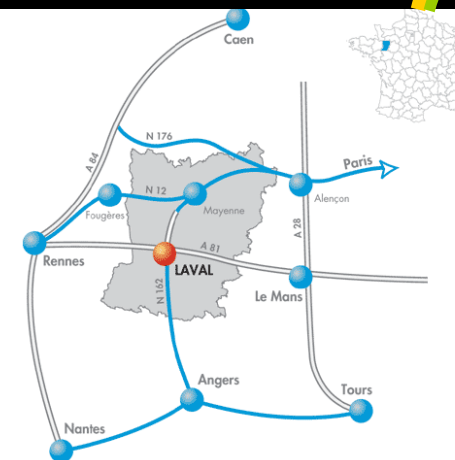 Caen
N 176
A 84
Paris
N 12
Alençon
Fougères
Mayenne
A 28
A 81
Rennes
LAVAL
N 162
Le Mans
Angers
Tours
Nantes